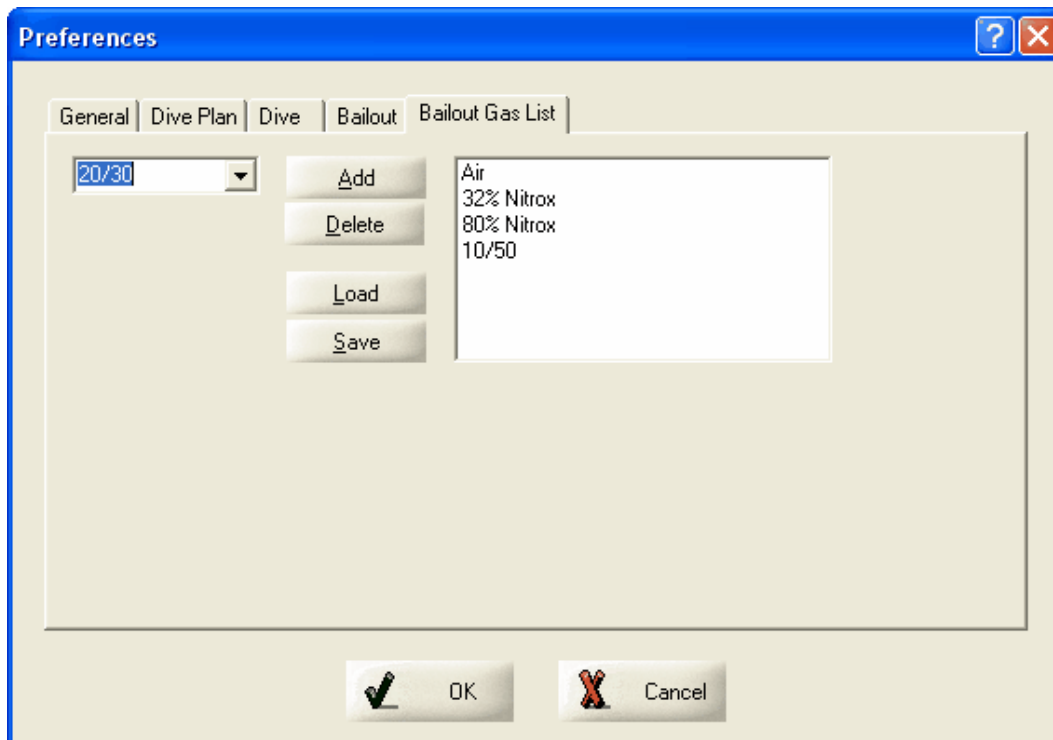 Preferences
General Dive Plan Dive Bailout Bailout Gas List
20/30
Add
Delete
Load
Save
Air
32% Nitrox
80% Nitrox
10/50
OK Cancel